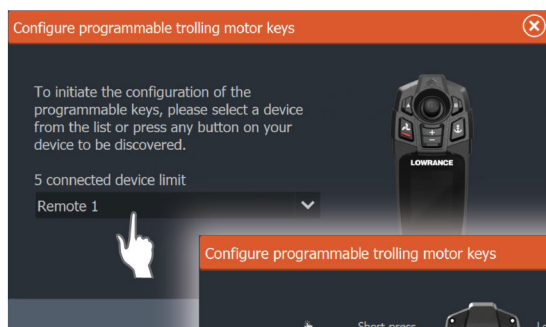 Configure programmable trolling motor keys
To initiate the configuration of the
programmable keys, please select a device
from the list or press any button on your
device to be discovered.
5 connected device limit
Remote 1
LOWRANCE
Configure programmable trolling motor keys
Short press